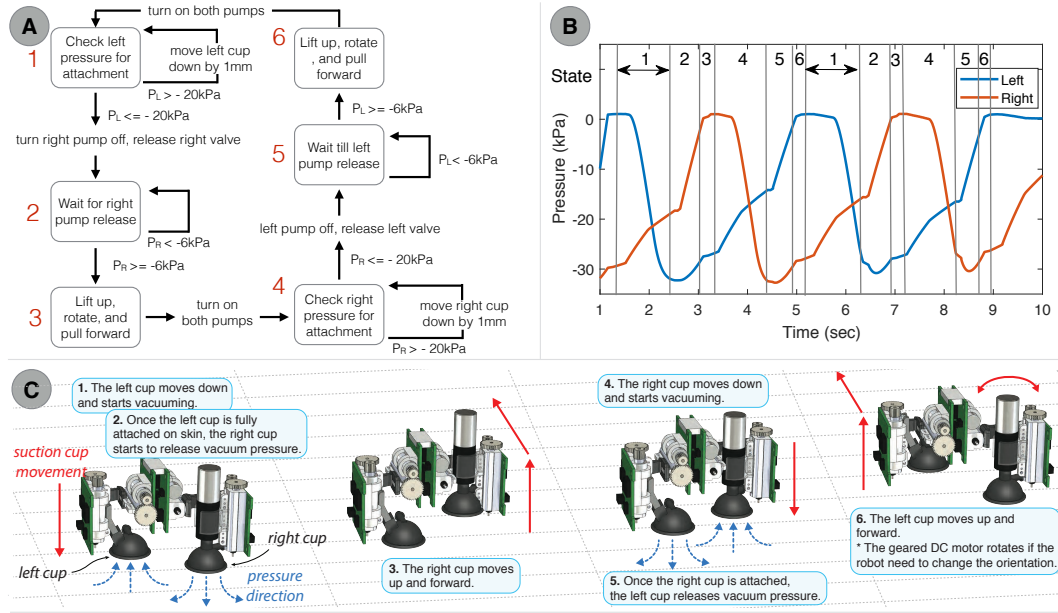 A
turn on both pumps
1
Check left
pressure for
attachment
move left cup
down by 1mm
PL > - 20kPa
PL <= - 20kPa
turn right pump off, release right valve
2
Wait for right
pump release
PR < -6kPa
PR >= -6kPa
3
Lift up,
rotate, and
pull forward
turn on
both pumps
4
Check right
pressure for
attachment
move right cup
down by 1mm
PR > - 20kPa
PR <= - 20kPa
left pump off, release left valve
5
Wait till left
pump release
PL < -6kPa
PL >= -6kPa
6
Lift up, rotate
, and pull
forward
B
State
1 2 3 4 5 6 1 2 3 4 5 6
Left
Right
Pressure (kPa)
0
-10
-20
-30
1 2 3 4 5 6 7 8 9 10
Time (sec)
C
1. The left cup moves down
and starts vacuuming.
2. Once the left cup is fully
attached on skin, the right cup
starts to release vacuum pressure.
suction cup
movement
left cup
right cup
pressure
direction
3. The right cup moves
up and forward.
4. The right cup moves down
and starts vacuuming.
5. Once the right cup is attached,
the left cup releases vacuum pressure.
6. The left cup moves up and
forward.
* The geared DC motor rotates if the
robot need to change the orientation.